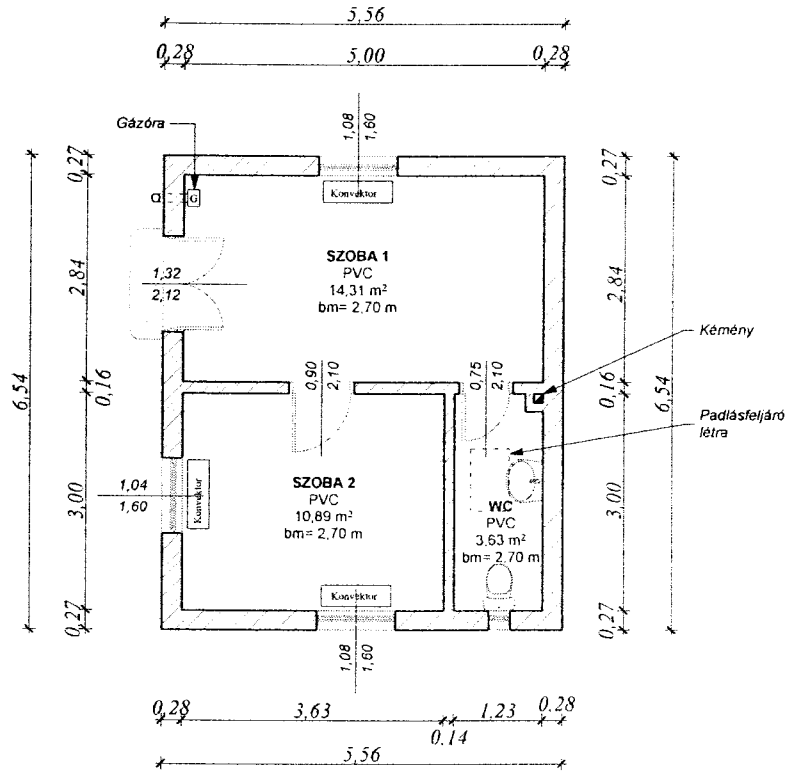 5,56
0,28
5,00
0,28
Gázóra
1,08
1,60
0,27
0,27
Konvektor
G
SZOBA 1
PVC
14,31 m²
bm= 2,70 m
1,32
2,12
2,84
2,84
Kémény
0,90
2,10
0,75
2,10
6,54
0,16
0,16
6,54
Padlásfeljáró
létra
1,04
1,60
Konvektor
3,00
3,00
SZOBA 2
PVC
10,89 m²
bm= 2,70 m
WC
PVC
3,63 m²
bm= 2,70 m
Konvektor
0,27
0,27
1,08
1,60
0,28
3,63
0.14
1,23
0.28
5,56